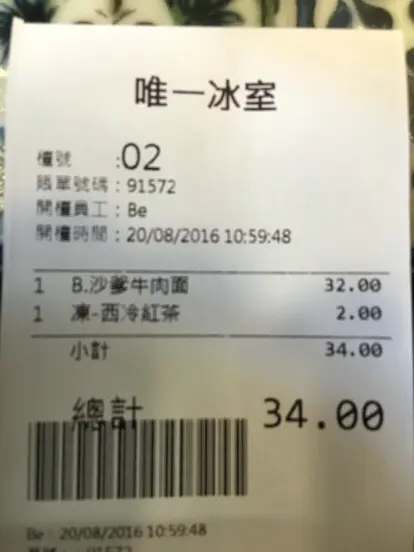 唯一冰室
檯號 :02
賬單號碼：91572
開檯員工：Be
開檯時間：20/08/2016 10:59:48
1 B.沙爹牛肉面 32.00
1 凍-西冷紅茶 2.00
小計 34.00
總計 34.00
Be：20/08/2016 10:59:48
91572